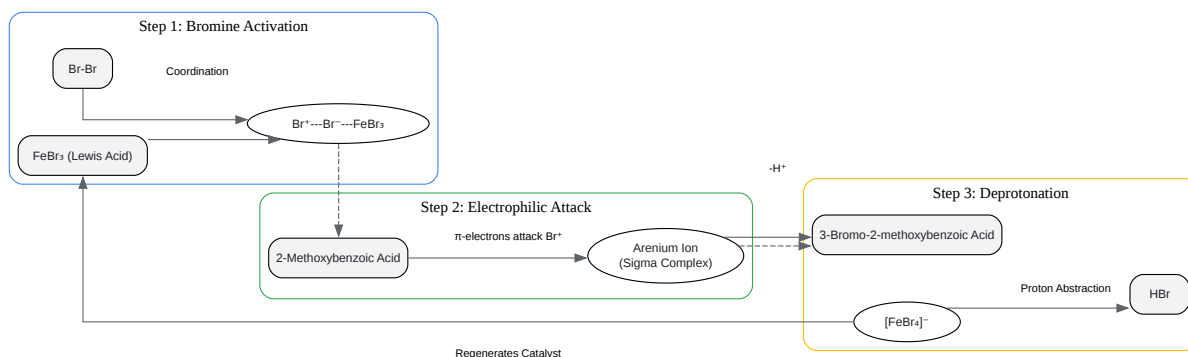 Step 1: Bromine Activation
Br-Br
Coordination
Br⁺---Br⁻---FeBr₃
FeBr₃ (Lewis Acid)
-H⁺
Step 2: Electrophilic Attack
Step 3: Deprotonation
π-electrons attack Br⁺
2-Methoxybenzoic Acid
Arenium Ion
(Sigma Complex)
3-Bromo-2-methoxybenzoic Acid
Proton Abstraction
HBr
[FeBr₄]⁻
Regenerates Catalyst